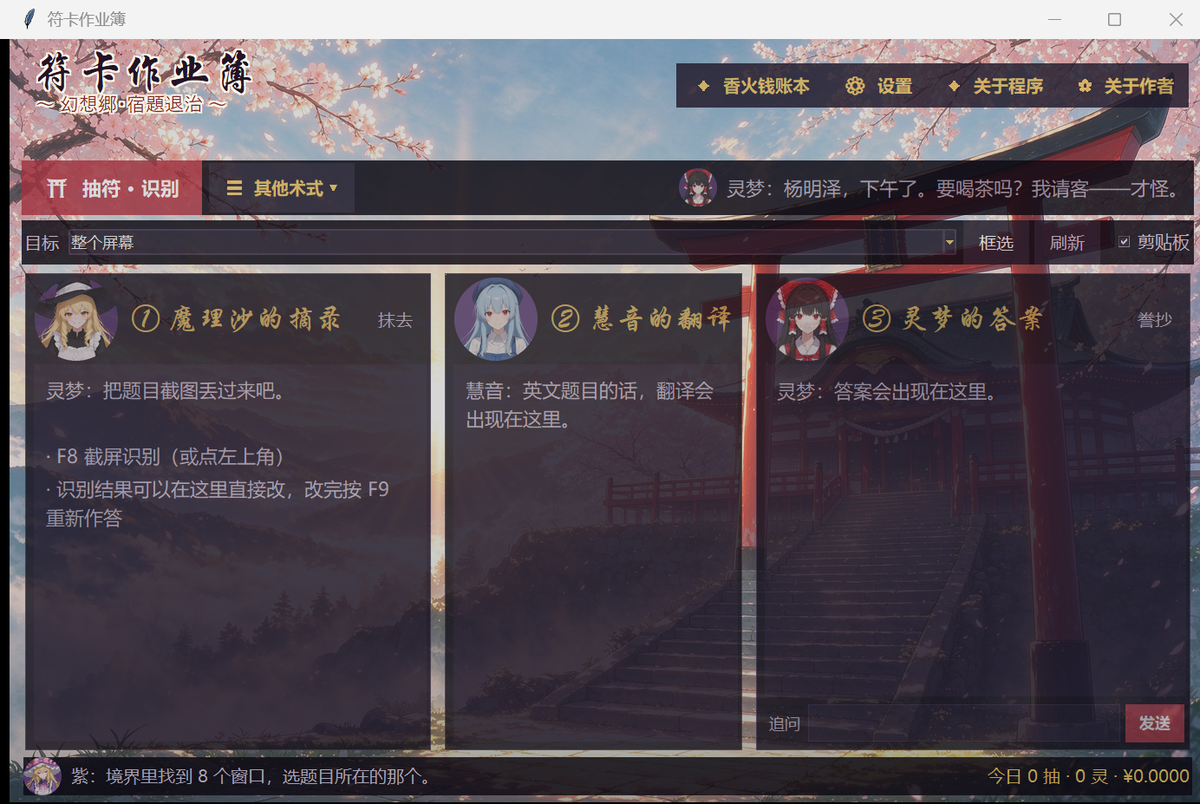 符卡作业簿
符卡作业簿
～ 幻想郷·宿題退治 ～
香火钱账本
设置
关于程序
关于作者
抽符·识别
其他术式 ▾
灵梦：杨明泽，下午了。要喝茶吗？我请客——才怪。
目标 整个屏幕 框选 刷新 剪贴板
① 魔理沙的摘录 抹去
灵梦：把题目截图丢过来吧。
· F8 截屏识别（或点左上角）
· 识别结果可以在这里直接改，改完按 F9
重新作答
② 慧音的翻译
慧音：英文题目的话，翻译会
出现在这里。
③ 灵梦的答案 誊抄
灵梦：答案会出现在这里。
追问 发送
紫：境界里找到 8 个窗口，选题目所在的那个。
今日 0 抽 · 0 灵 · ¥0.0000